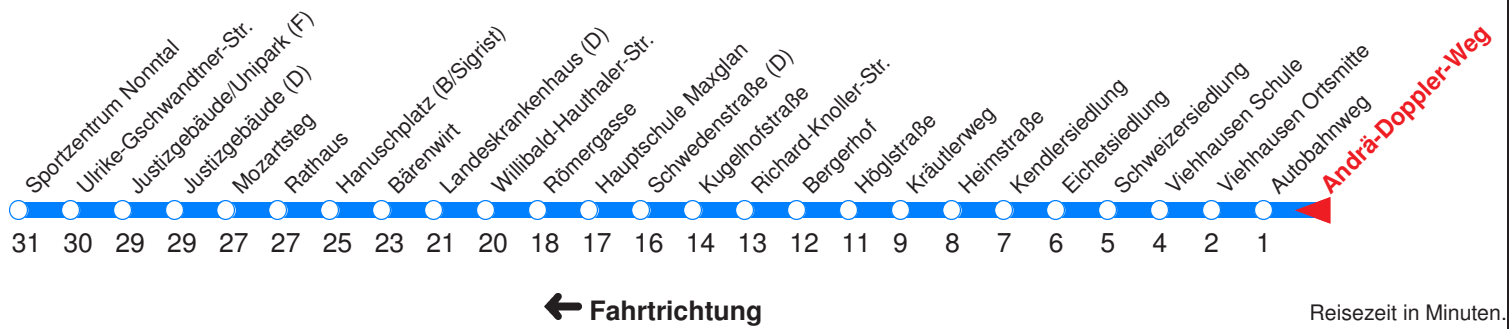 Sportzentrum Nonntal
Ulrike-Gschwandtner-Str.
Justizgebäude/Unipark (F)
Justizgebäude (D)
Mozartsteg
Rathaus
Hanuschplatz (B/Sigrist)
Bärenwirt
Landeskrankenhaus (D)
Willibald-Hauthaler-Str.
Römergasse
Hauptschule Maxglan
Schwedenstraße (D)
Kugelhofstraße
Richard-Knoller-Str.
Bergerhof
Höglstraße
Kräutlerweg
Heimstraße
Kendlersiedlung
Eichetsiedlung
Schweizersiedlung
Viehhausen Schule
Viehhausen Ortsmitte
Autobahnweg
Andrä-Doppler-Weg
31 30 29 29 27 27 25 23 21 20 18 17 16 14 13 12 11 9 8 7 6 5 4 2 1
Fahrtrichtung
Reisezeit in Minuten.